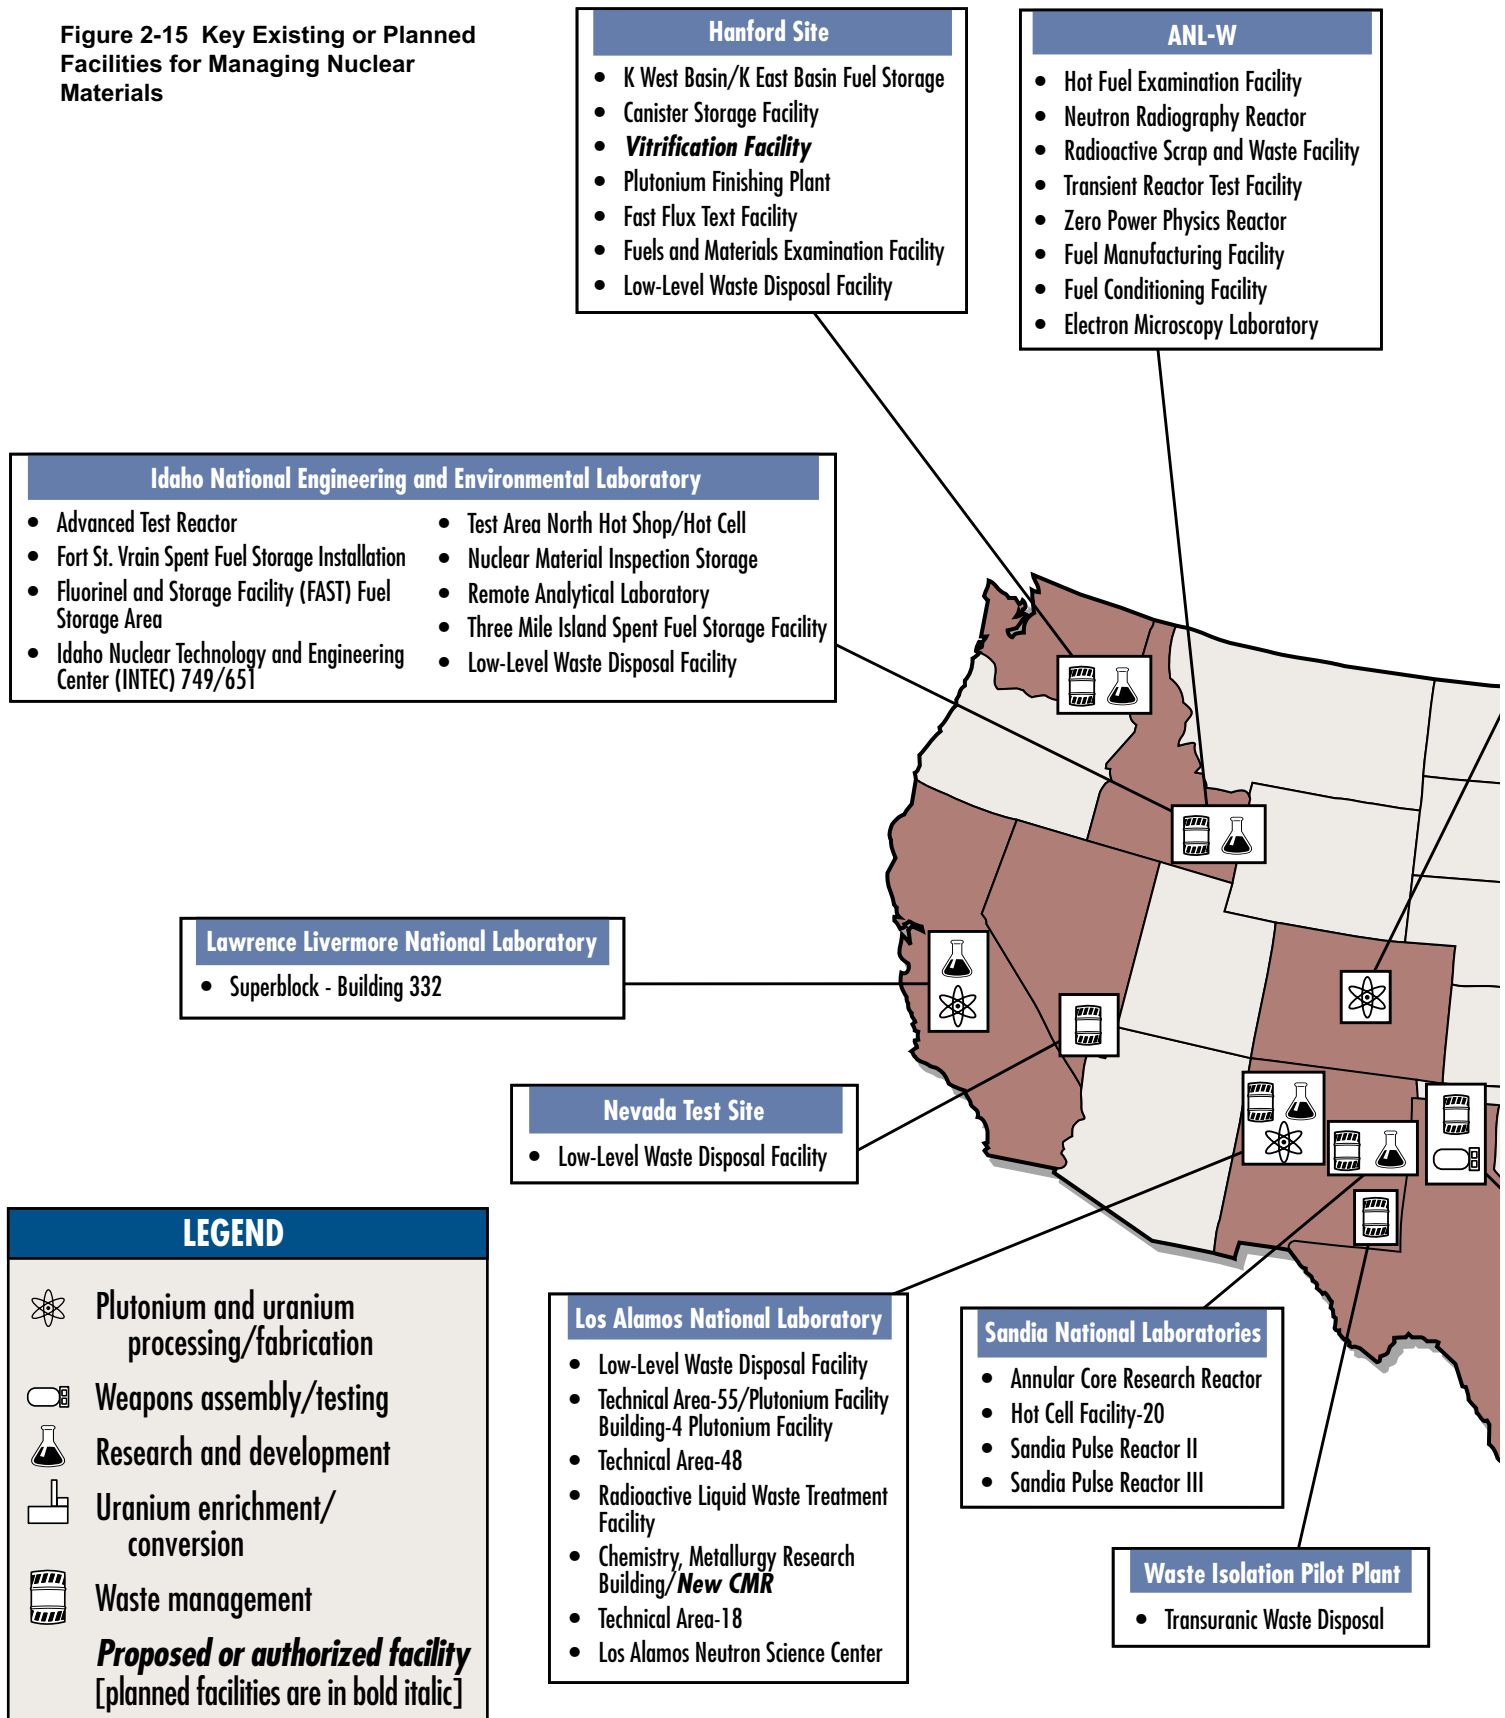 Figure 2-15  Key Existing or Planned
Facilities for Managing Nuclear
Materials
Hanford Site
• K West Basin/K East Basin Fuel Storage
• Canister Storage Facility
• Vitrification Facility
• Plutonium Finishing Plant
• Fast Flux Text Facility
• Fuels and Materials Examination Facility
• Low-Level Waste Disposal Facility
ANL-W
• Hot Fuel Examination Facility
• Neutron Radiography Reactor
• Radioactive Scrap and Waste Facility
• Transient Reactor Test Facility
• Zero Power Physics Reactor
• Fuel Manufacturing Facility
• Fuel Conditioning Facility
• Electron Microscopy Laboratory
Idaho National Engineering and Environmental Laboratory
• Advanced Test Reactor
• Fort St. Vrain Spent Fuel Storage Installation
• Fluorinel and Storage Facility (FAST) Fuel
Storage Area
• Idaho Nuclear Technology and Engineering
Center (INTEC) 749/651
• Test Area North Hot Shop/Hot Cell
• Nuclear Material Inspection Storage
• Remote Analytical Laboratory
• Three Mile Island Spent Fuel Storage Facility
• Low-Level Waste Disposal Facility
Lawrence Livermore National Laboratory
• Superblock - Building 332
Nevada Test Site
• Low-Level Waste Disposal Facility
LEGEND
Plutonium and uranium
processing/fabrication
Weapons assembly/testing
Research and development
Uranium enrichment/
conversion
Waste management
Proposed or authorized facility
[planned facilities are in bold italic]
Los Alamos National Laboratory
• Low-Level Waste Disposal Facility
• Technical Area-55/Plutonium Facility
Building-4 Plutonium Facility
• Technical Area-48
• Radioactive Liquid Waste Treatment
Facility
• Chemistry, Metallurgy Research
Building/New CMR
• Technical Area-18
• Los Alamos Neutron Science Center
Sandia National Laboratories
• Annular Core Research Reactor
• Hot Cell Facility-20
• Sandia Pulse Reactor II
• Sandia Pulse Reactor III
Waste Isolation Pilot Plant
• Transuranic Waste Disposal